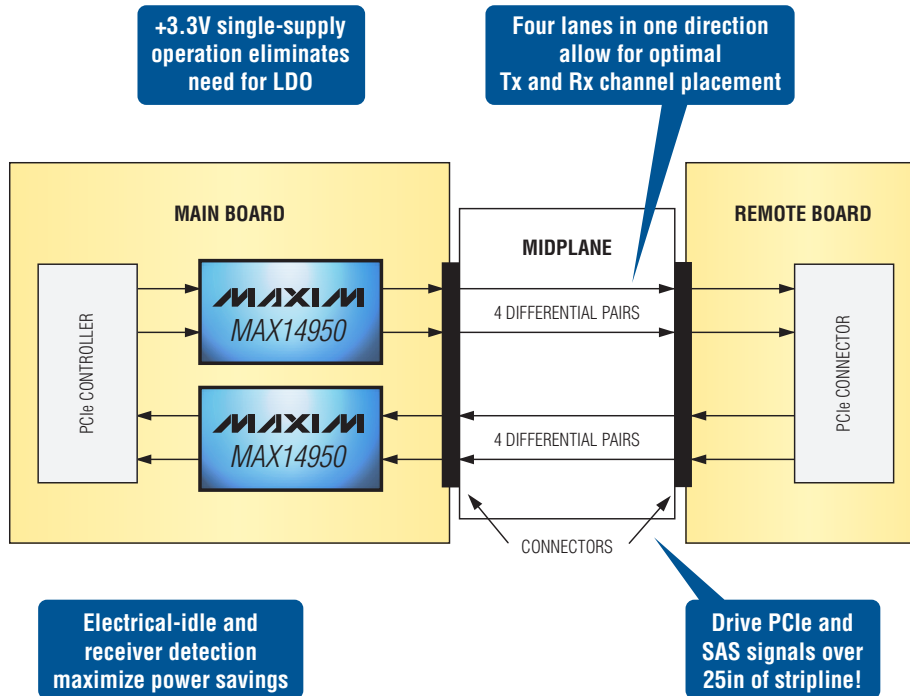 +3.3V single-supply
operation eliminates
need for LDO
Four lanes in one direction
allow for optimal
Tx and Rx channel placement
MAIN BOARD
MIDPLANE
REMOTE BOARD
PCIe CONTROLLER
MAXIM
MAX14950
4 DIFFERENTIAL PAIRS
PCIe CONNECTOR
MAXIM
MAX14950
4 DIFFERENTIAL PAIRS
CONNECTORS
Electrical-idle and
receiver detection
maximize power savings
Drive PCIe and
SAS signals over
25in of stripline!